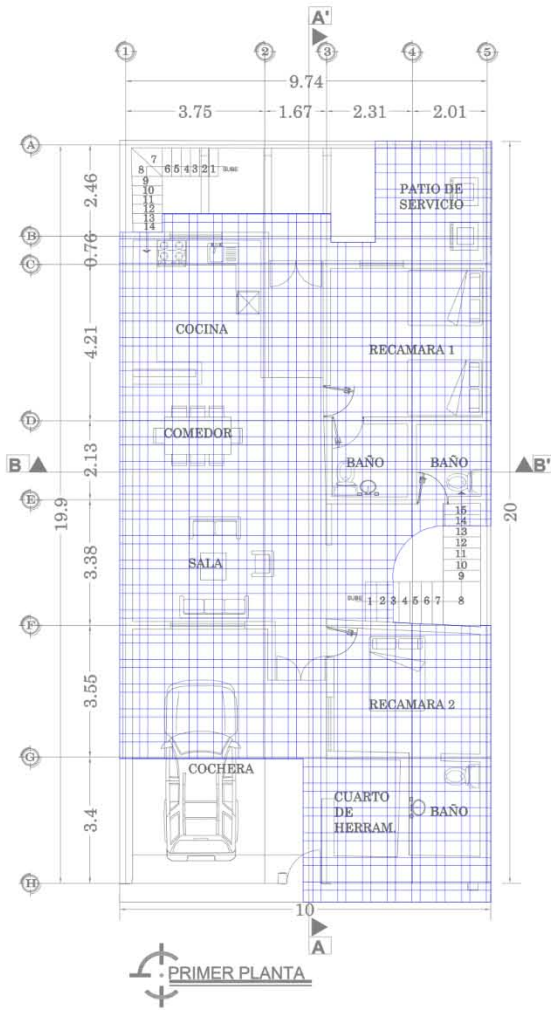 A'
1 2 3 4 5
9.74
3.75 1.67 2.31 2.01
A
7
8 6 5 4 3 2 1 SUBE
9
10
11
12
13
14
2.46
PATIO DE
SERVICIO
B
0.76
C
4.21
COCINA
RECAMARA 1
D
COMEDOR
BAÑO BAÑO
B B'
2.13
E
19.9
20
15
14
13
12
11
10
9
3.38
SALA
SUBE 1 2 3 4 5 6 7 8
F
3.55
RECAMARA 2
G
COCHERA
3.4
CUARTO
DE
HERRAM.
BAÑO
H
10
A
PRIMER PLANTA